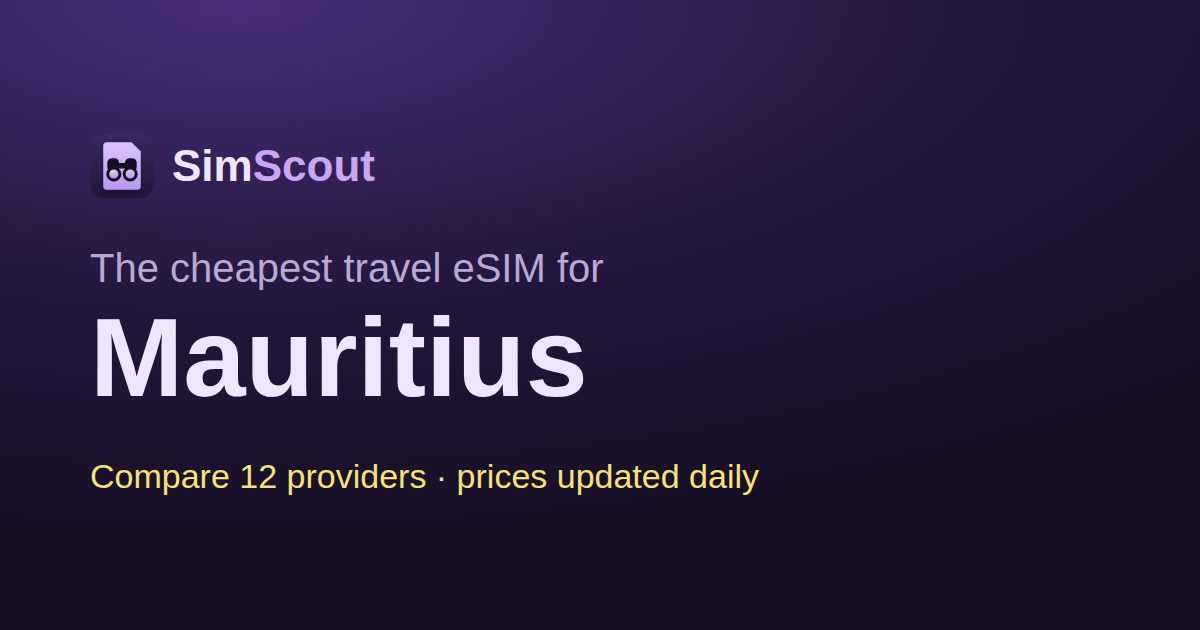 SimScout
The cheapest travel eSIM for
Mauritius
Compare 12 providers · prices updated daily